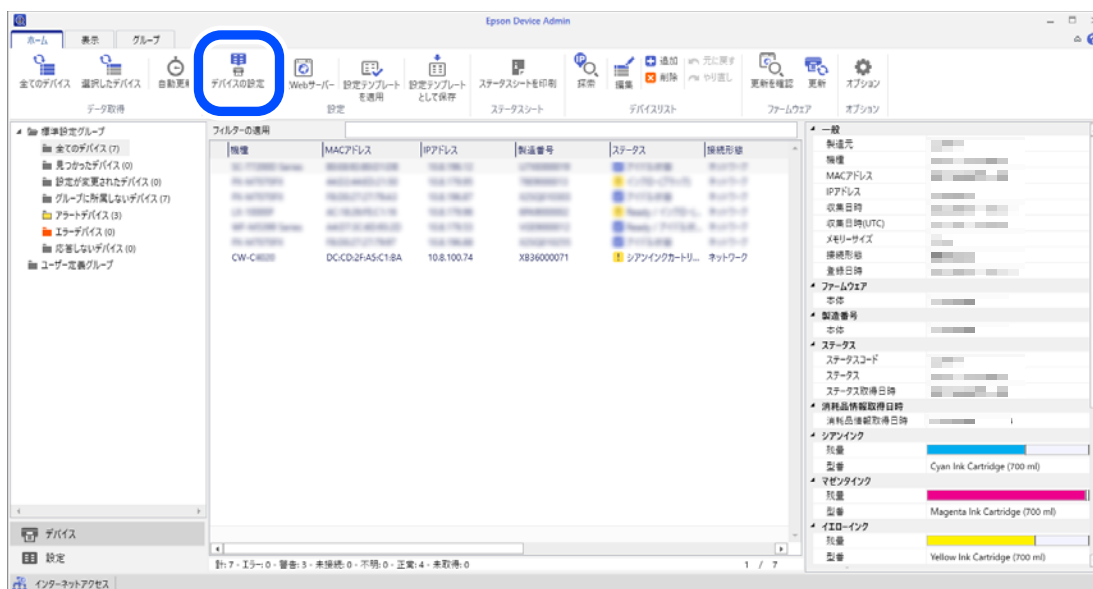 Epson Device Admin
ホーム 表示 グループ
全てのデバイス 選択したデバイス 自動更
デバイスの設定 Webサーバー 設定テンプレートを適用 設定テンプレートとして保存
ステータスシートを印刷 探索 編集 追加 元に戻す
削除 やり直し
更新を確認 更新 オプション
データ取得 設定 ステータスシート デバイスリスト ファームウェア オプション
標準設定グループ
全てのデバイス (7)
見つかったデバイス (0)
設定が変更されたデバイス (0)
グループに所属しないデバイス (7)
アラートデバイス (3)
エラーデバイス (0)
応答しないデバイス (0)
ユーザー定義グループ
デバイス
設定
インターネットアクセス
フィルターの適用
機種 MACアドレス IPアドレス 製造番号 ステータス 接続形態
CW-C DC:CD:2F:A5:C1:BA 10.8.100.74 XB36000071 シアンインクカートリ... ネットワーク
計: 7 - エラー: 0 - 警告: 3 - 未接続: 0 - 不明: 0 - 正常: 4 - 未取得: 0
1 / 7
一般
製造元
機種
MACアドレス
IPアドレス
収集日時
収集日時(UTC)
メモリーサイズ
接続形態
登録日時
ファームウェア
本体
製造番号
本体
ステータス
ステータスコード
ステータス
ステータス取得日時
消耗品情報取得日時
消耗品情報取得日時
シアンインク
残量
型番 Cyan Ink Cartridge (700 ml)
マゼンタインク
残量
型番 Magenta Ink Cartridge (700 ml)
イエローインク
残量
型番 Yellow Ink Cartridge (700 ml)